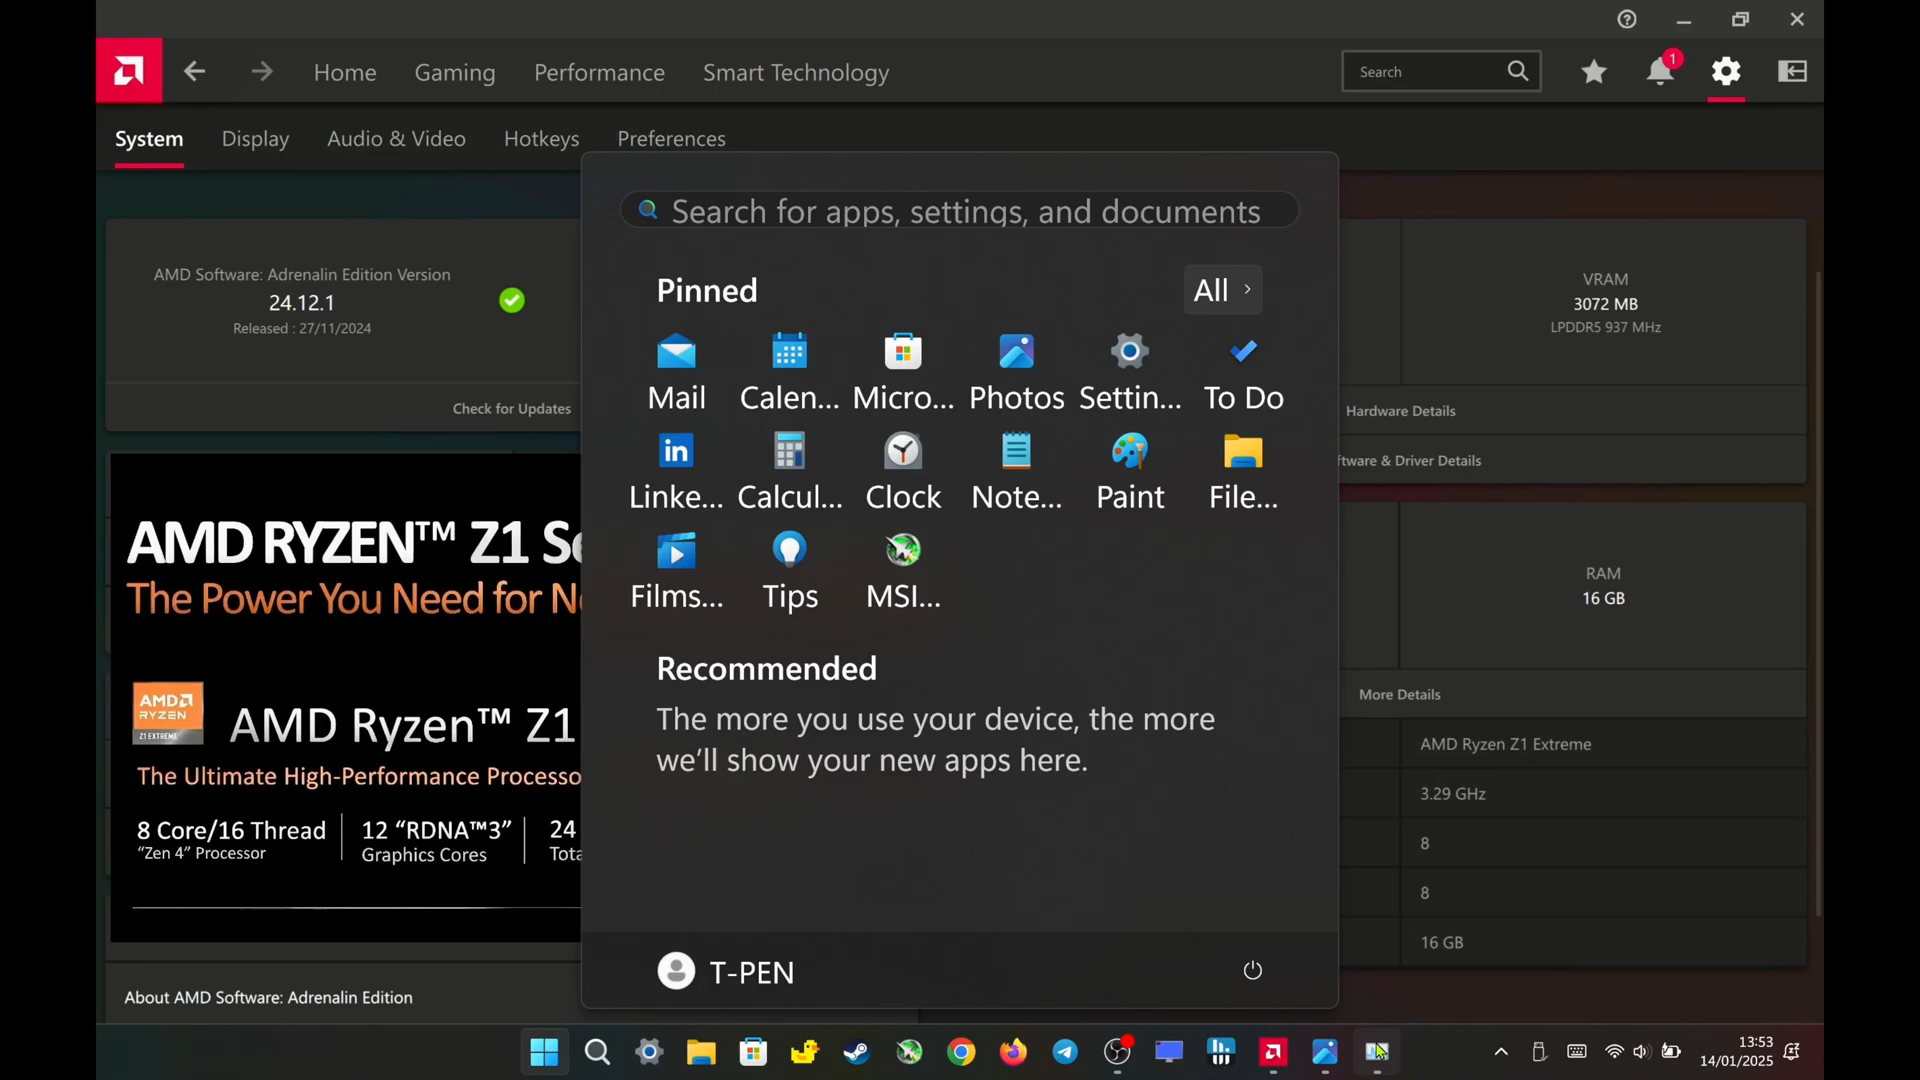 Home Gaming Performance Smart Technology
Search
1
System Display Audio & Video Hotkeys Preferences
Search for apps, settings, and documents
AMD Software: Adrenalin Edition Version
24.12.1
Released : 27/11/2024
Check for Updates
Pinned
All
Mail Calen... Micro... Photos Settin... To Do
Linke... Calcul... Clock Note... Paint File...
Films... Tips MSI...
Recommended
The more you use your device, the more
we'll show your new apps here.
T-PEN
VRAM
3072 MB
LPDDR5 937 MHz
Hardware Details
ftware & Driver Details
RAM
16 GB
More Details
AMD Ryzen Z1 Extreme
3.29 GHz
8
8
16 GB
AMD RYZEN™ Z1 Se
The Power You Need for Ne
AMD
RYZEN
Z1 EXTREME
AMD Ryzen™ Z1
The Ultimate High-Performance Processo
8 Core/16 Thread
"Zen 4" Processor
12 "RDNA™3"
Graphics Cores
24
Tota
About AMD Software: Adrenalin Edition
13:53
14/01/2025